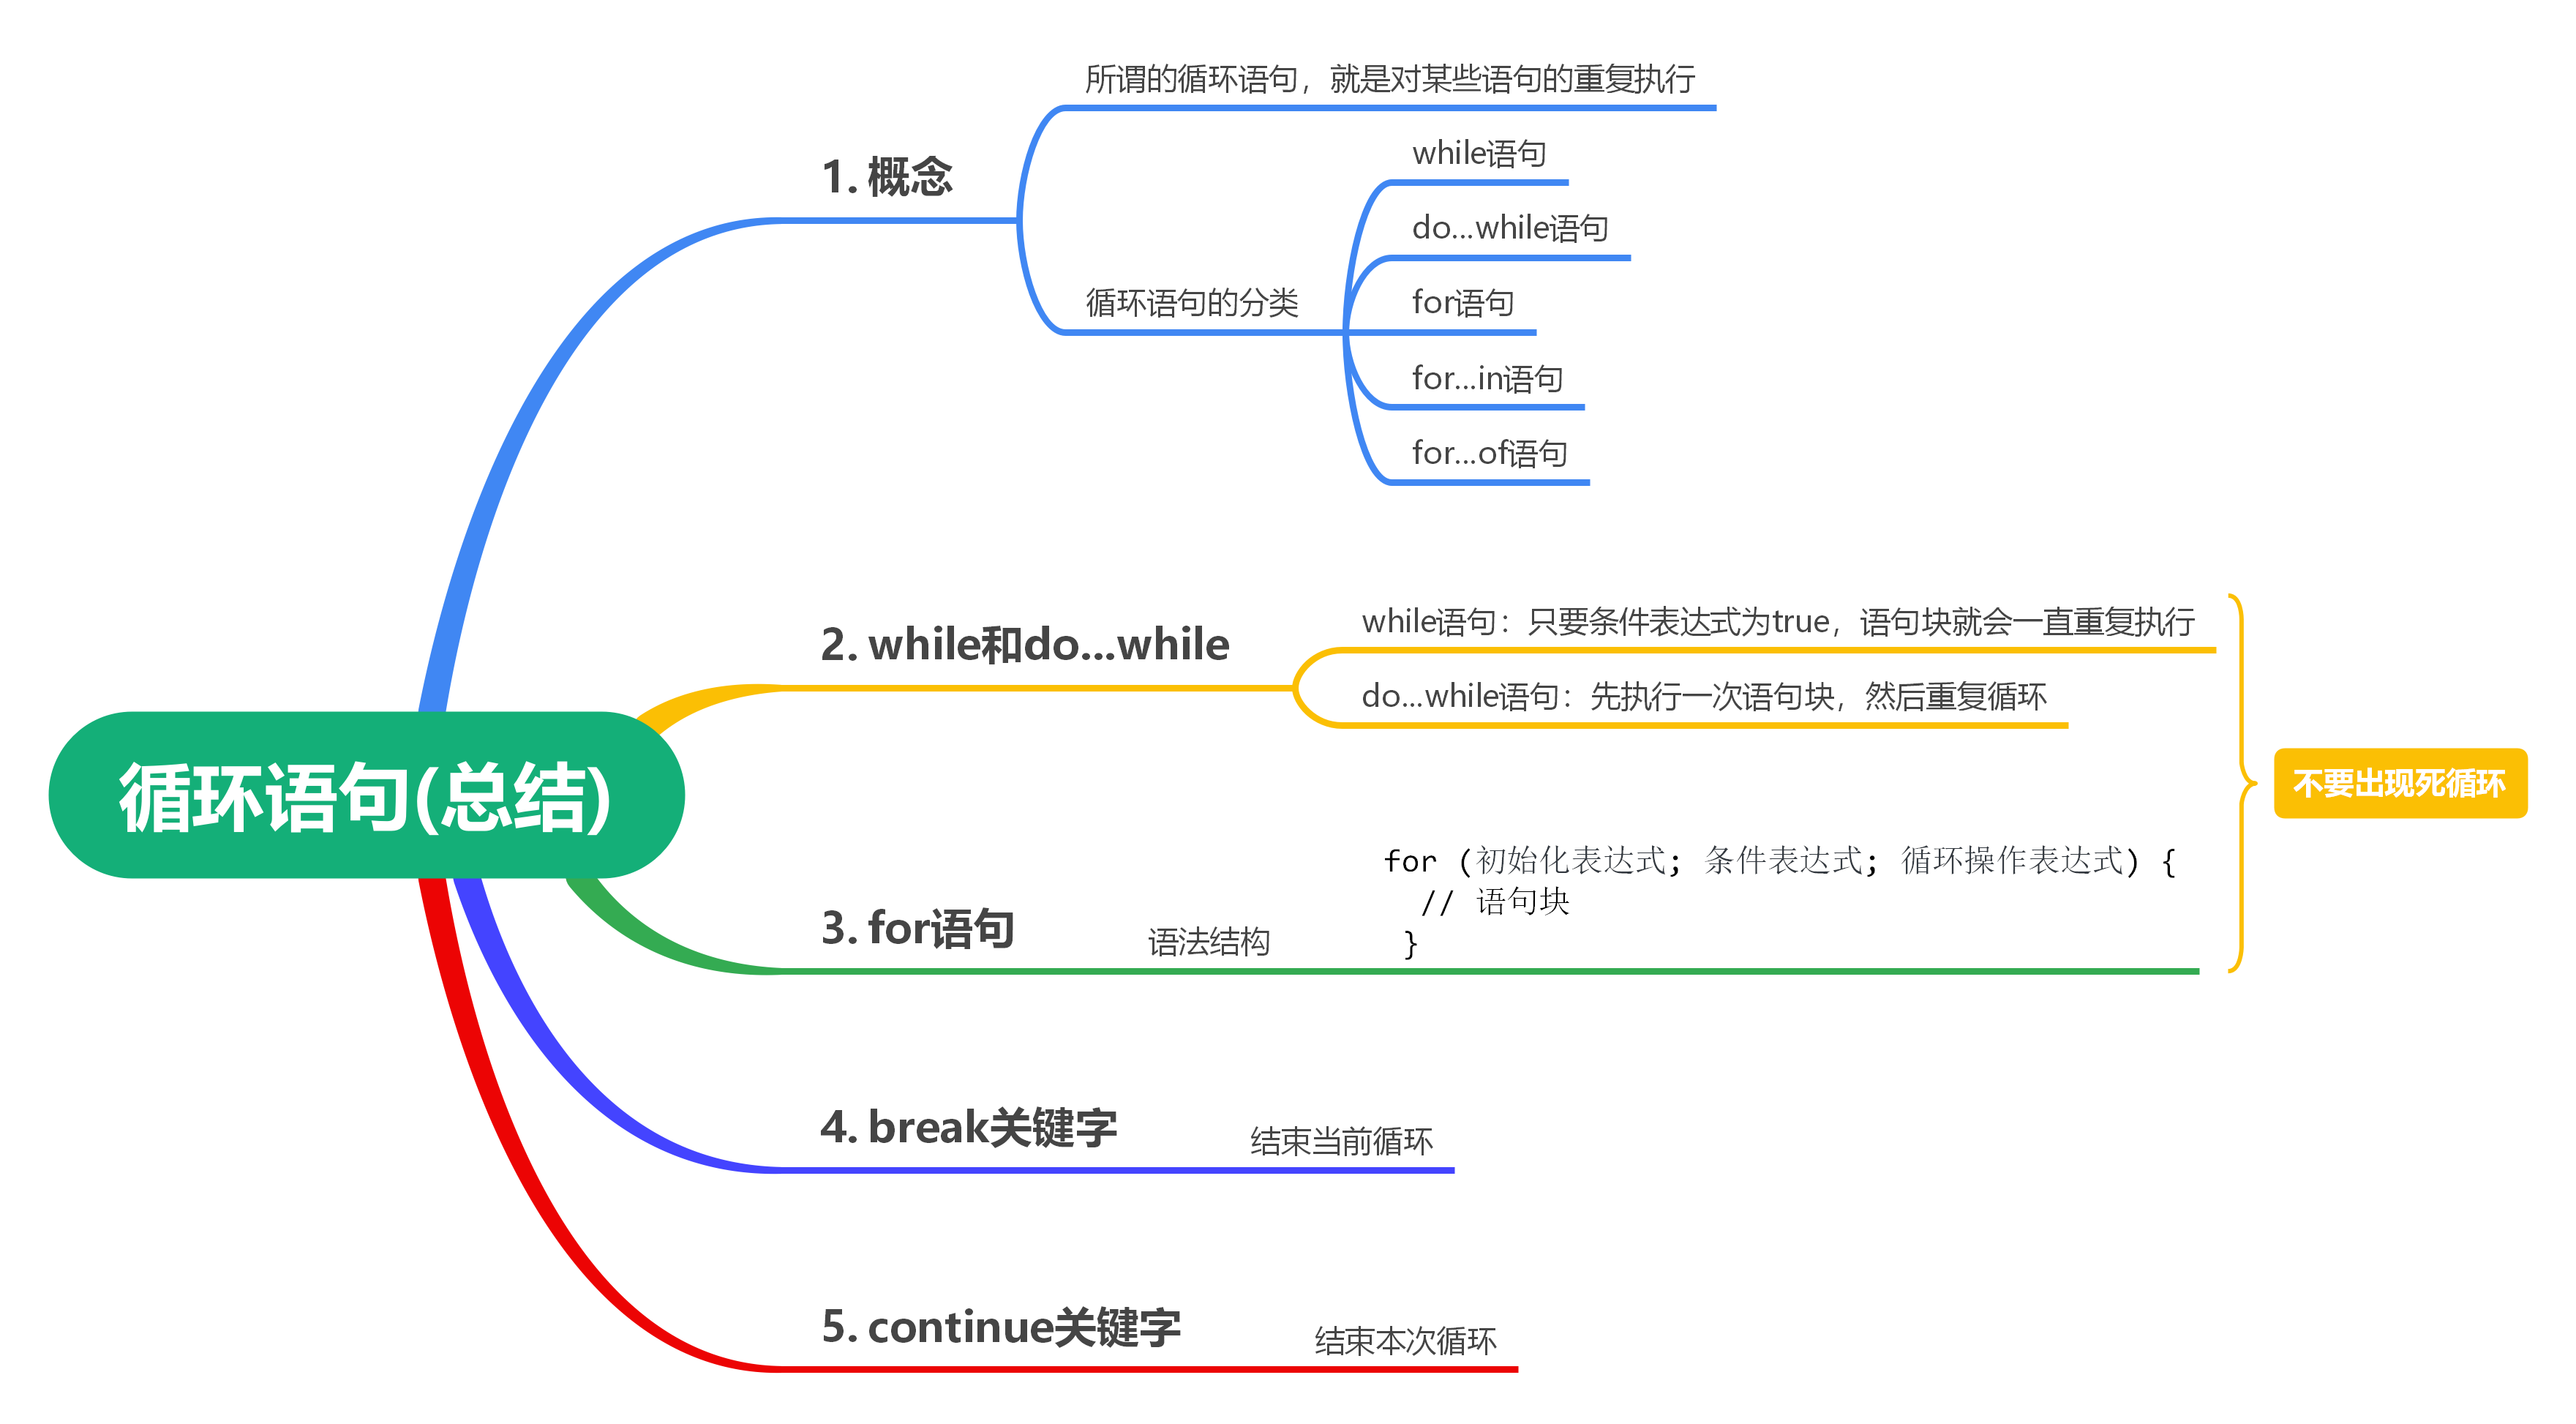 循环语句(总结)
1. 概念
所谓的循环语句，就是对某些语句的重复执行
循环语句的分类
while语句
do...while语句
for语句
for...in语句
for...of语句
2. while和do...while
while语句：只要条件表达式为true，语句块就会一直重复执行
do...while语句：先执行一次语句块，然后重复循环
3. for语句
语法结构
for (初始化表达式; 条件表达式; 循环操作表达式) {
// 语句块
}
不要出现死循环
4. break关键字
结束当前循环
5. continue关键字
结束本次循环